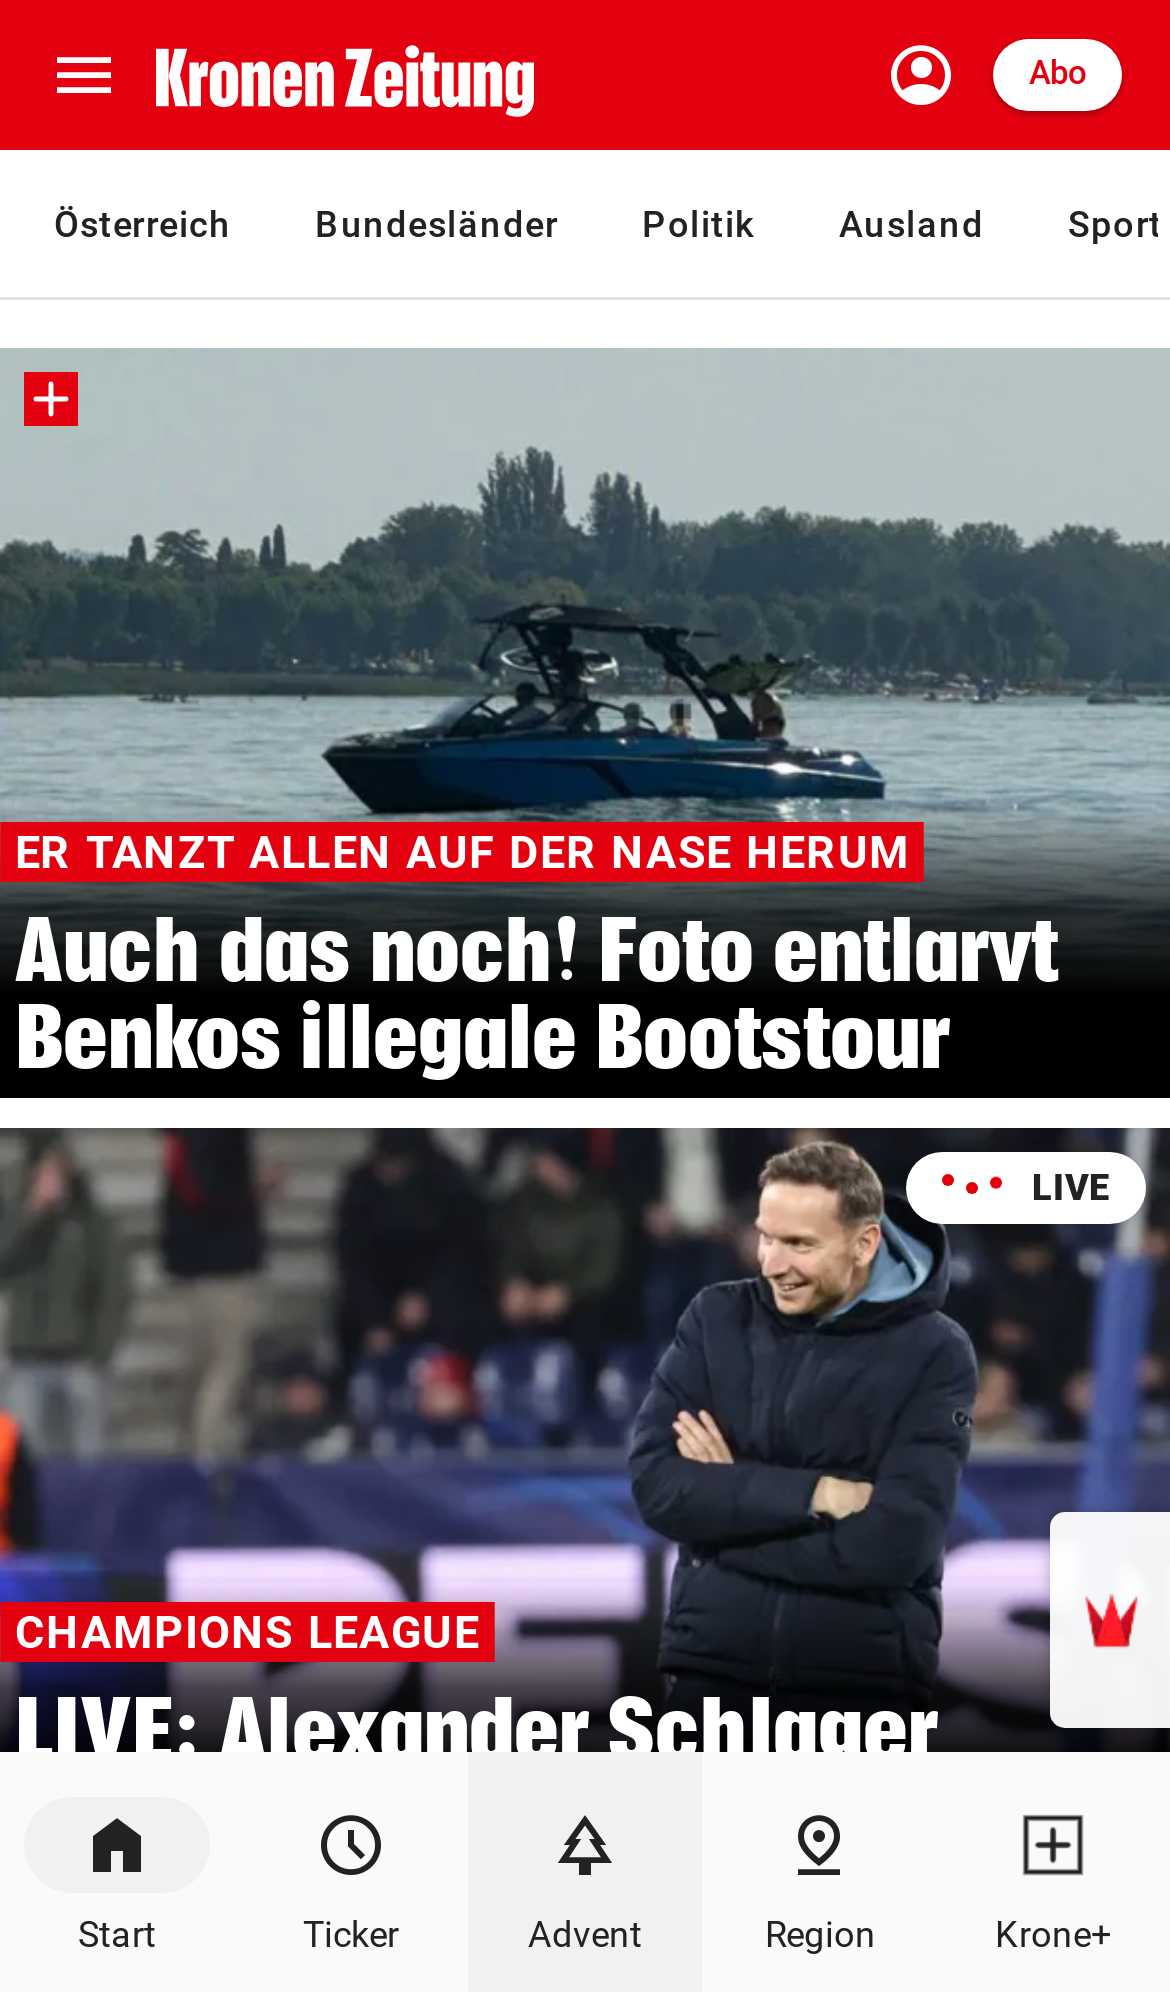 Kronen Zeitung
Abo
Österreich Bundesländer Politik Ausland Sport
ER TANZT ALLEN AUF DER NASE HERUM
Auch das noch! Foto entlarvt
Benkos illegale Bootstour
LIVE
CHAMPIONS LEAGUE
LIVE: Alexander Schlager
Start Ticker Advent Region Krone+